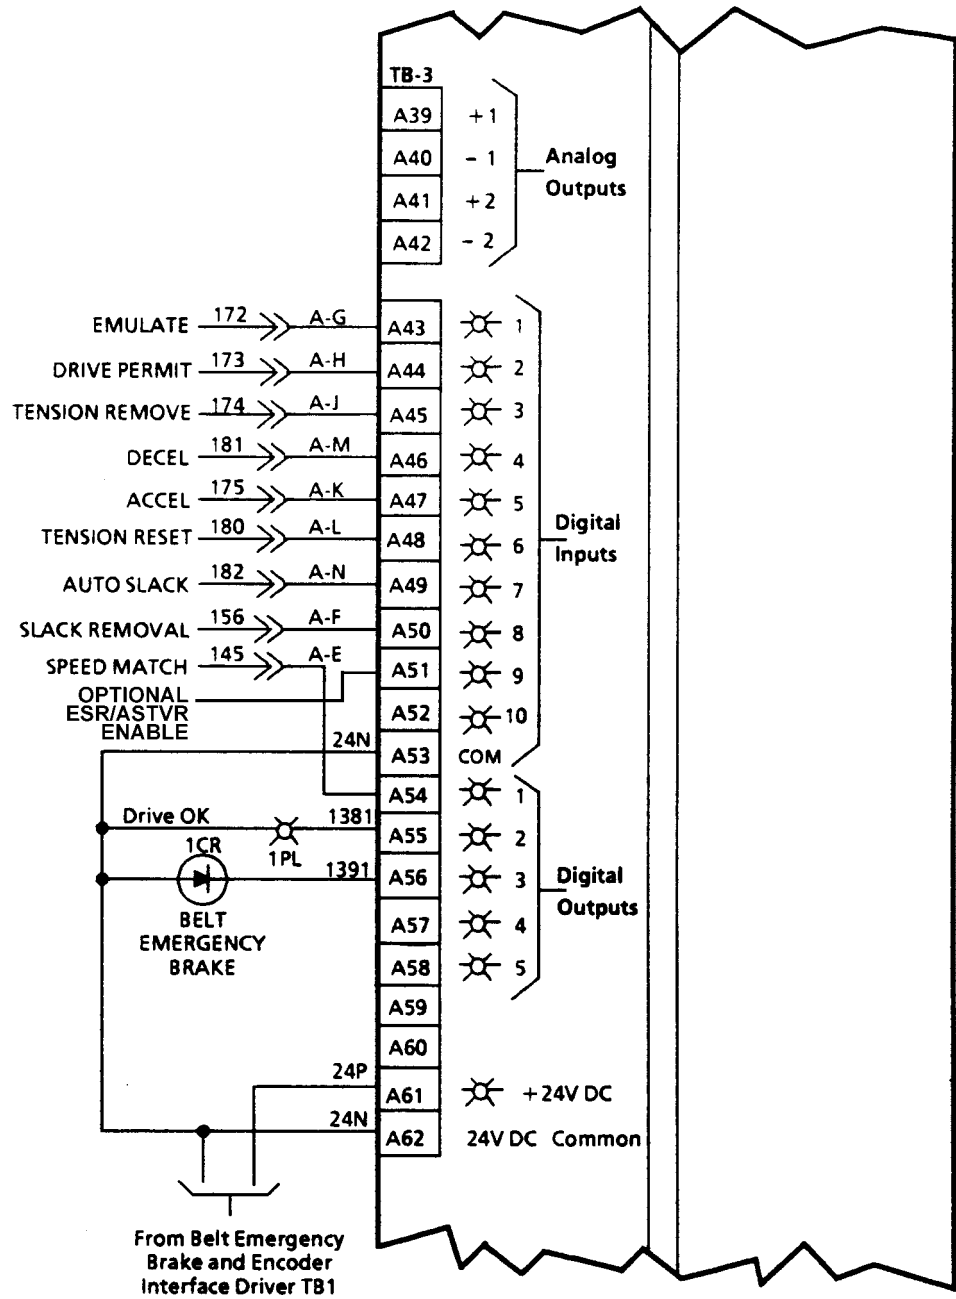 TB-3
A39 +1
A40 - 1
Analog
Outputs
A41 +2
A42 - 2
EMULATE 172 A-G A43 1
DRIVE PERMIT 173 A-H A44 2
TENSION REMOVE 174 A-J A45 3
DECEL 181 A-M A46 4
ACCEL 175 A-K A47 5
Digital
Inputs
TENSION RESET 180 A-L A48 6
AUTO SLACK 182 A-N A49 7
SLACK REMOVAL 156 A-F A50 8
SPEED MATCH 145 A-E A51 9
OPTIONAL
ESR/ASTVR
ENABLE
A52 10
24N A53 COM
A54 1
Drive OK 1PL 1381 A55 2
1CR 1391 A56 3
BELT
EMERGENCY
BRAKE
Digital
Outputs
A57 4
A58 5
A59
A60
24P A61 +24V DC
24N A62 24V DC Common
From Belt Emergency
Brake and Encoder
Interface Driver TB1